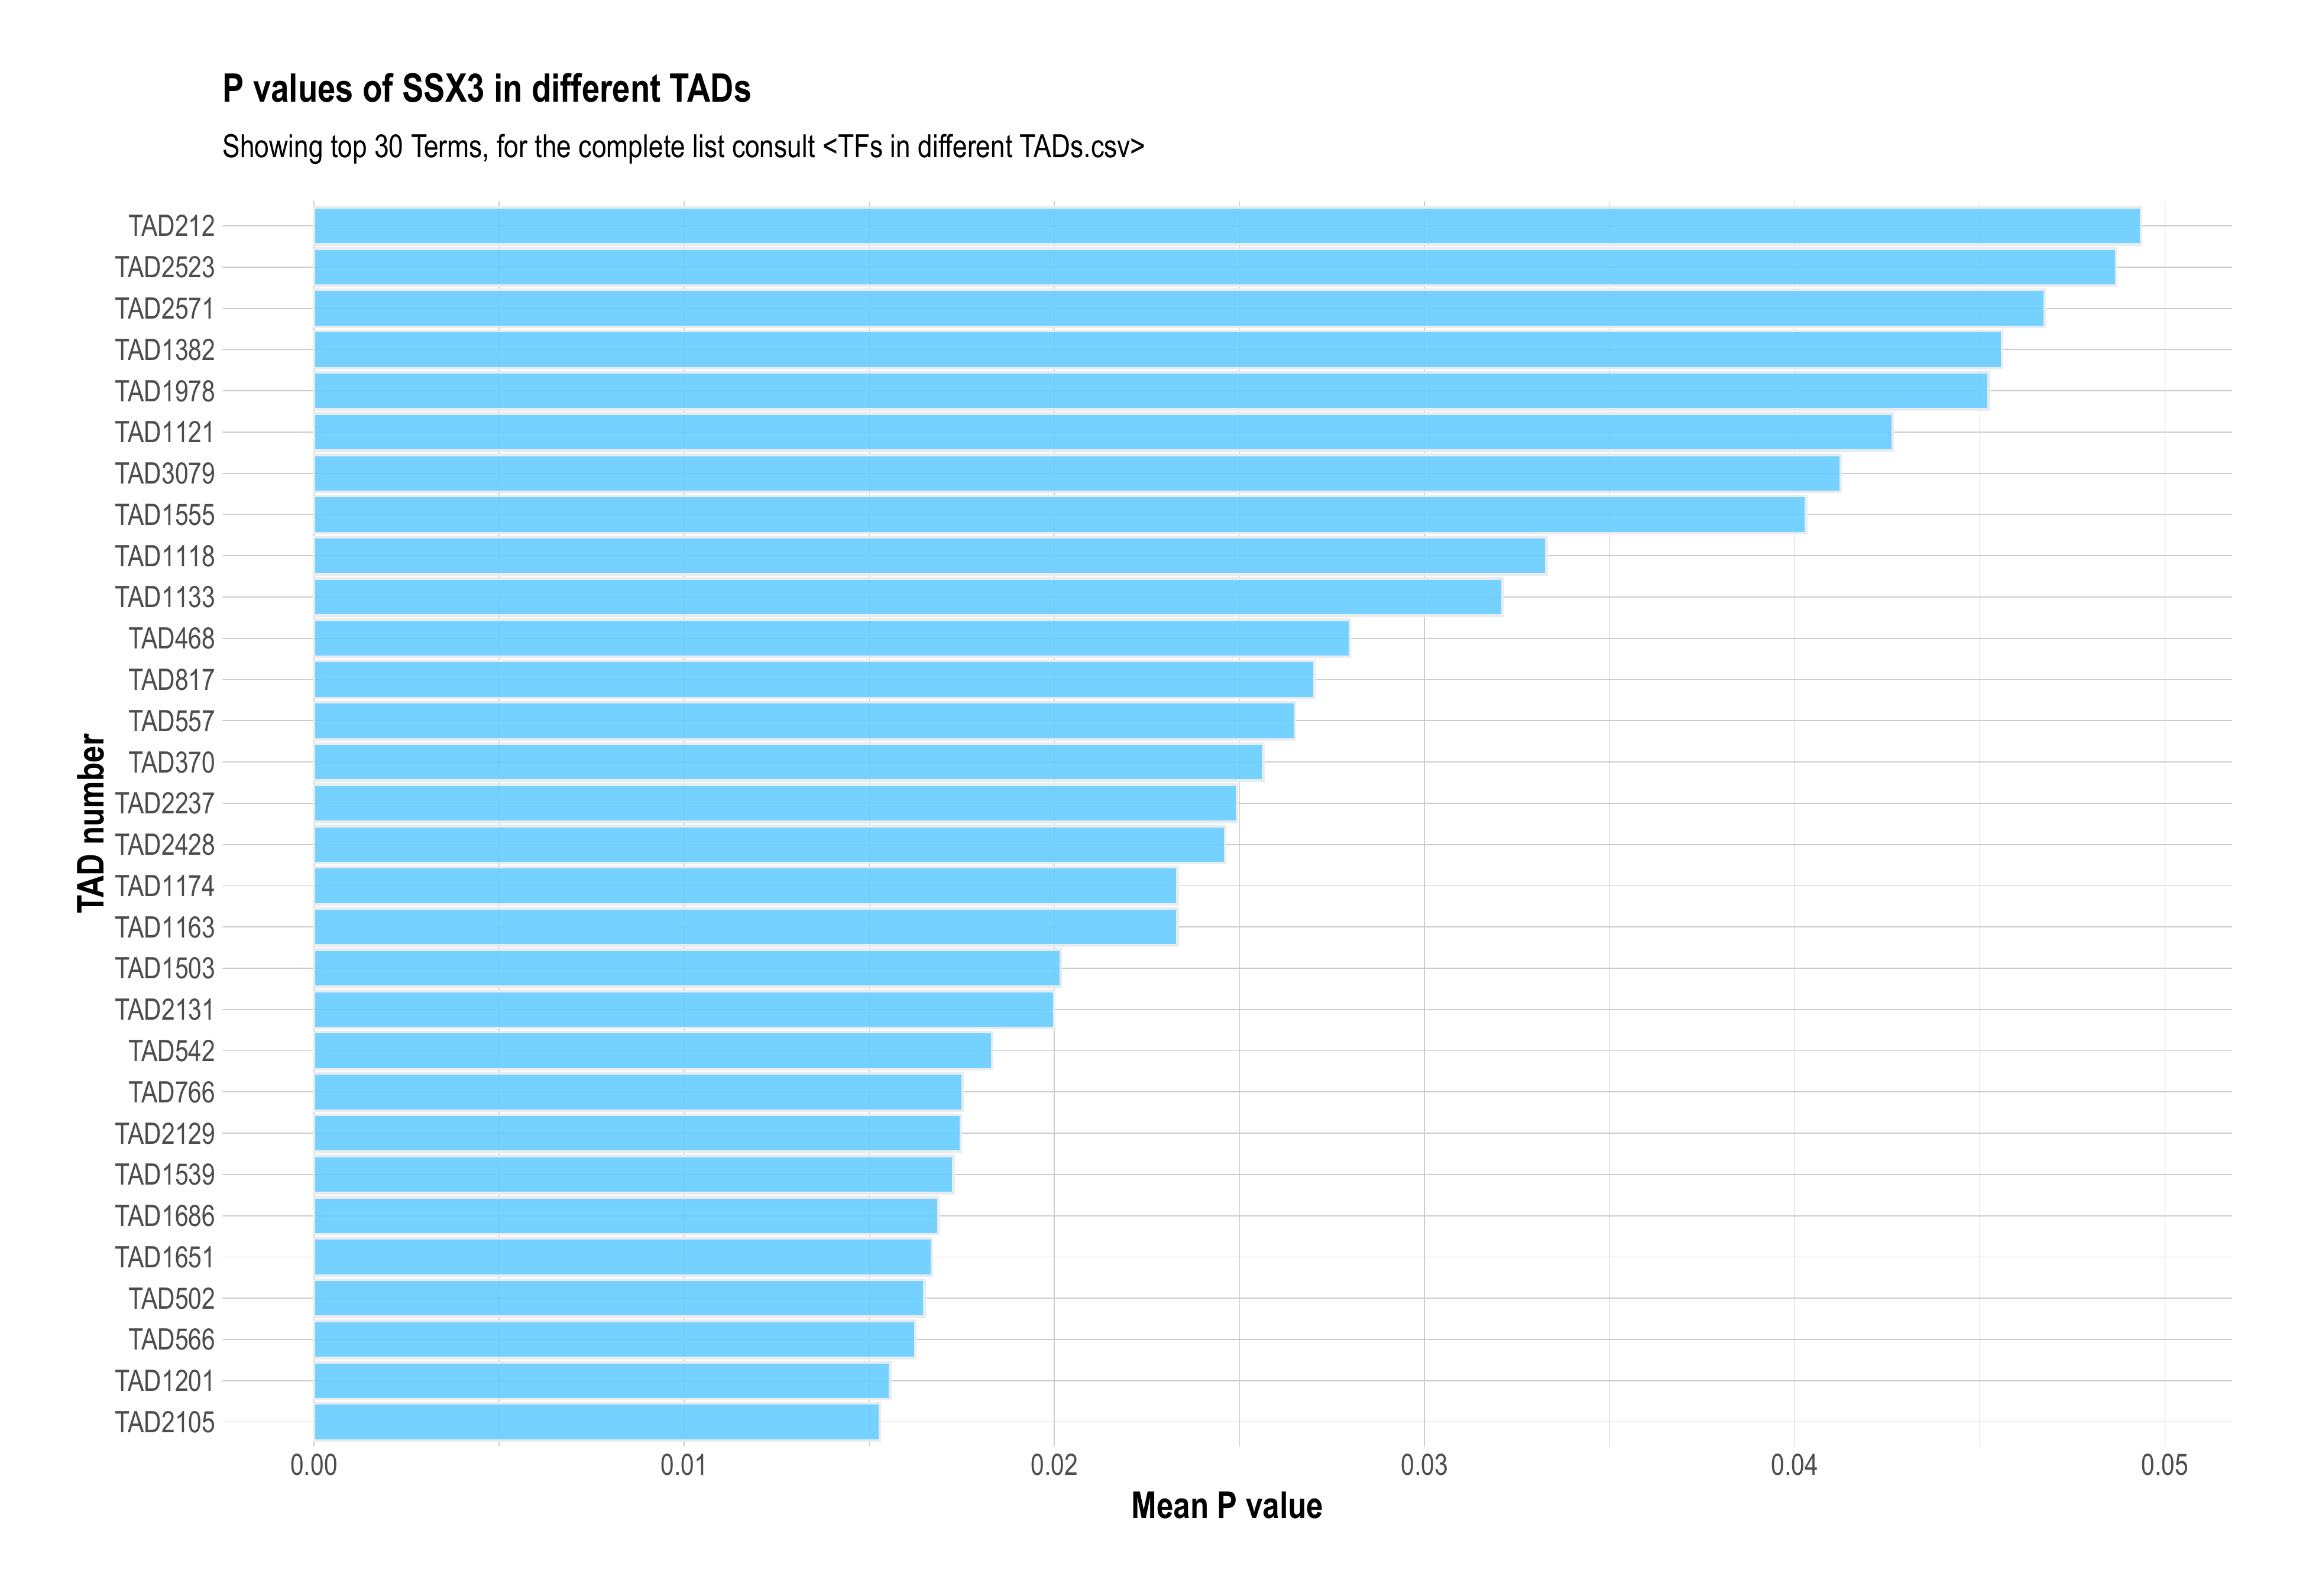 P values of SSX3 in different TADs
Showing top 30 Terms, for the complete list consult <TFs in different TADs.csv>
TAD number
TAD212
TAD2523
TAD2571
TAD1382
TAD1978
TAD1121
TAD3079
TAD1555
TAD1118
TAD1133
TAD468
TAD817
TAD557
TAD370
TAD2237
TAD2428
TAD1174
TAD1163
TAD1503
TAD2131
TAD542
TAD766
TAD2129
TAD1539
TAD1686
TAD1651
TAD502
TAD566
TAD1201
TAD2105
0.00 0.01 0.02 0.03 0.04 0.05
Mean P value